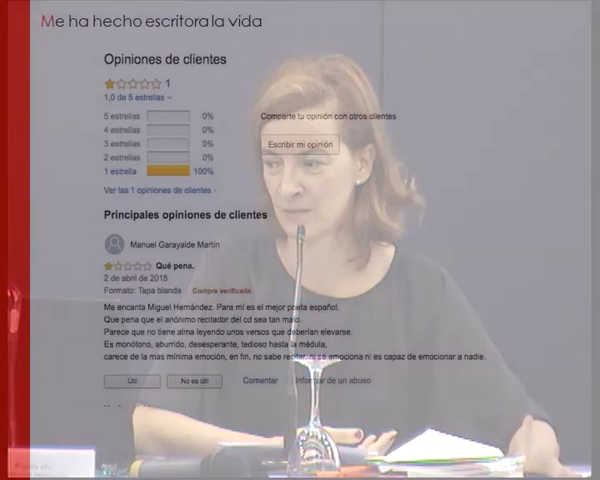 Me ha hecho escritora la vida
Opiniones de clientes
1
1,0 de 5 estrellas
5 estrellas 0%
4 estrellas 0%
3 estrellas 0%
2 estrellas 0%
1 estrella 100%
Comparte tu opinión con otros clientes
Escribir mi opinión
Ver las 1 opiniones de clientes ›
Principales opiniones de clientes
Manuel Garayalde Martín
Qué pena.
2 de abril de 2015
Formato: Tapa blanda Compra verificada
Me encanta Miguel Hernández. Para mí es el mejor poeta español.
Que pena que el anónimo recitador del cd sea tan malo.
Parece que no tiene alma leyendo unos versos que deberían elevarse.
Es monótono, aburrido, desesperante, tedioso hasta la médula,
carece de la mas mínima emoción, en fin, no sabe recitar, ni se emociona ni es capaz de emocionar a nadie.
Útil No es útil Comentar Informar de un abuso